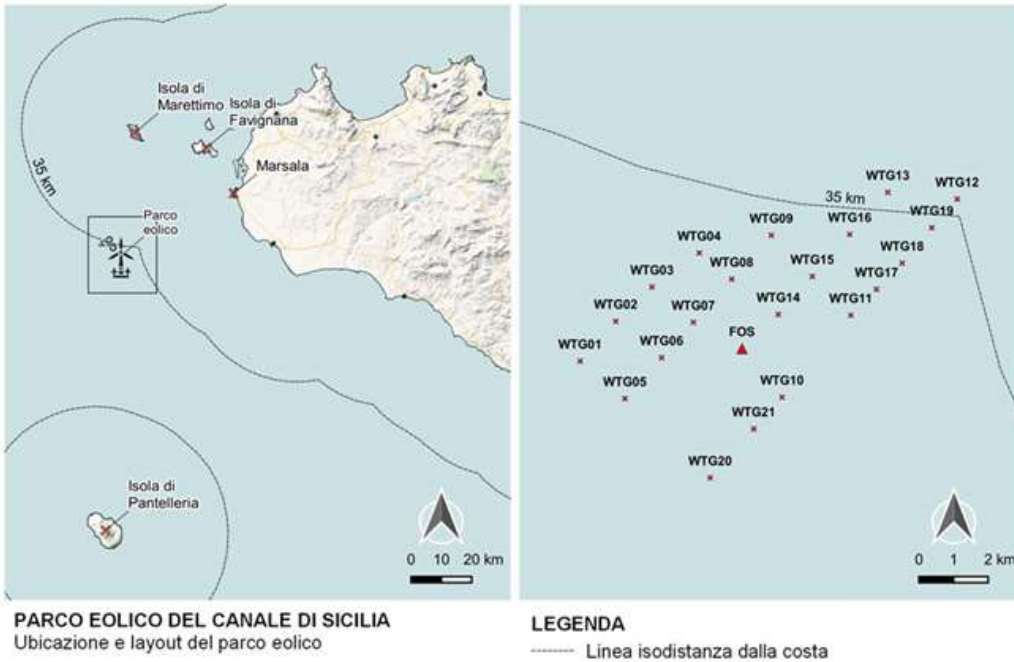 Isola di
Marettimo
Isola di
Favignana
Marsala
35 km
Parco
eolico
Isola di
Pantelleria
0 10 20 km
WTG13
WTG12
35 km
WTG19
WTG09
WTG16
WTG04
WTG18
WTG08
WTG15
WTG03
WTG17
WTG02
WTG07
WTG14
WTG11
FOS
WTG01
WTG06
WTG05
WTG10
WTG21
WTG20
0 1 2 km
PARCO EOLICO DEL CANALE DI SICILIA
Ubicazione e layout del parco eolico
LEGENDA
Linea isodistanza dalla costa